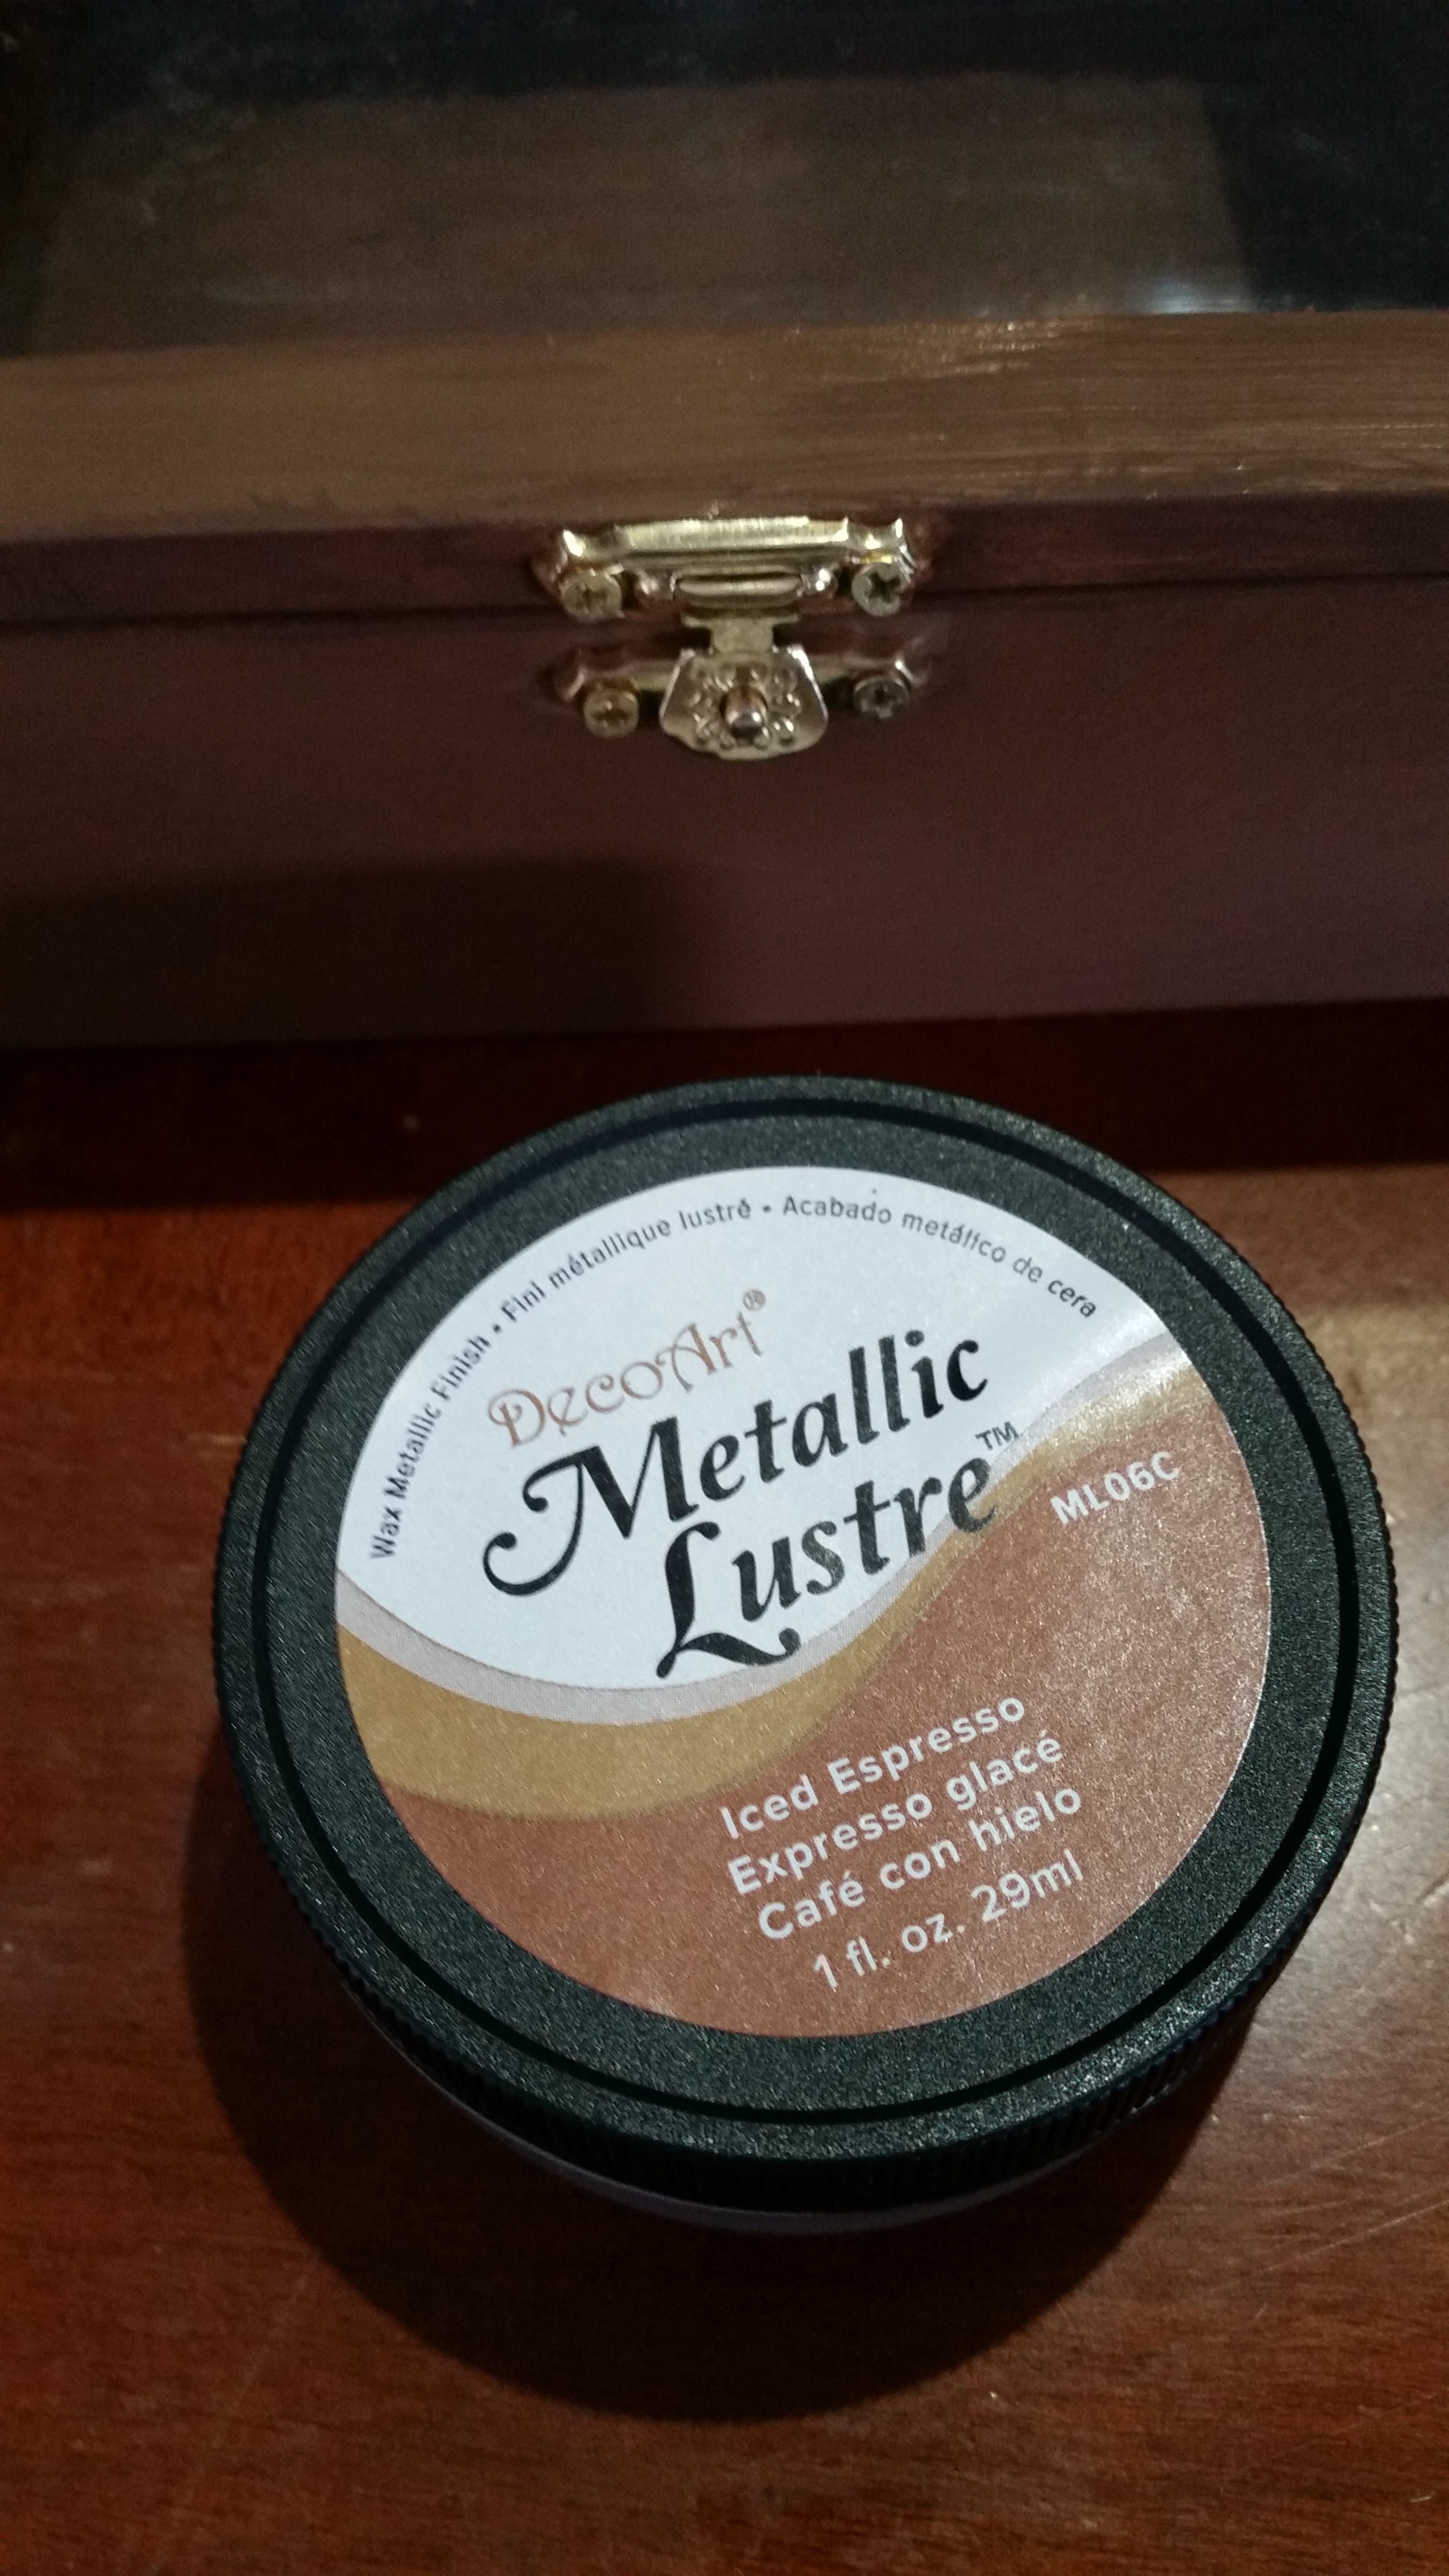 Wax Metallic Finish • Fini métallique lustré • Acabado metálico de cera
DecoArt®
Metallic
Lustre™
ML06C
Iced Espresso
Expresso glacé
Café con hielo
1 fl. oz. 29ml